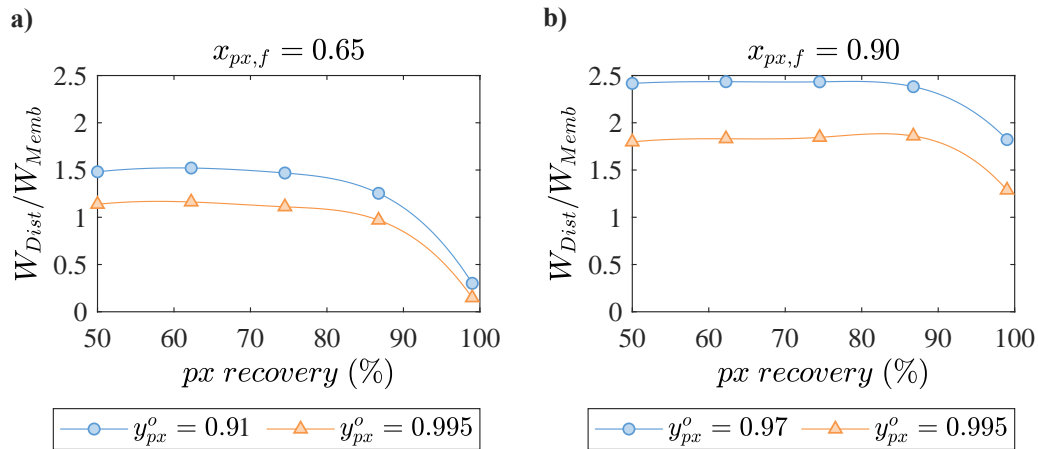 a)
x_{px,f} = 0.65
2.5
2
1.5
1
0.5
0
W_{Dist}/W_{Memb}
50 60 70 80 90 100
px recovery (%)
y^o_{px} = 0.91 y^o_{px} = 0.995
b)
x_{px,f} = 0.90
2.5
2
1.5
1
0.5
0
W_{Dist}/W_{Memb}
50 60 70 80 90 100
px recovery (%)
y^o_{px} = 0.97 y^o_{px} = 0.995